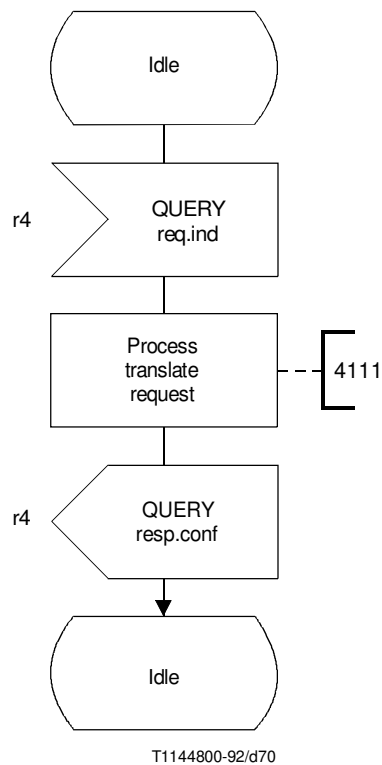 Idle
r4
QUERY
req.ind
Process
translate
request
4111
r4
QUERY
resp.conf
Idle
T1144800-92/d70